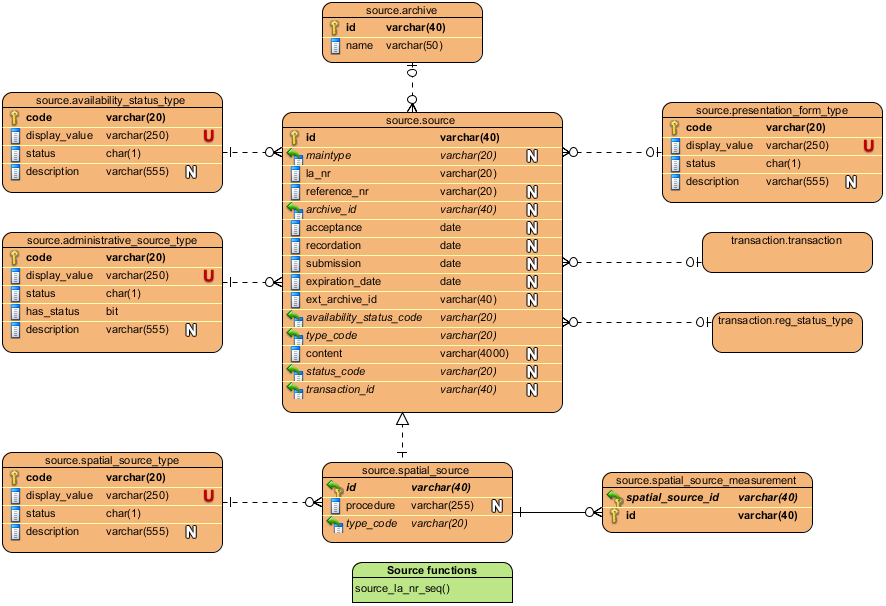 source.archive
id varchar(40)
name varchar(50)
source.availability_status_type
code varchar(20)
display_value varchar(250) U
status char(1)
description varchar(555) N
source.source
id varchar(40)
maintype varchar(20) N
la_nr varchar(20)
reference_nr varchar(20) N
archive_id varchar(40) N
acceptance date N
recordation date N
submission date N
expiration_date date N
ext_archive_id varchar(40) N
availability_status_code varchar(20)
type_code varchar(20)
content varchar(4000) N
status_code varchar(20) N
transaction_id varchar(40) N
source.presentation_form_type
code varchar(20)
display_value varchar(250) U
status char(1)
description varchar(555) N
source.administrative_source_type
code varchar(20)
display_value varchar(250) U
status char(1)
has_status bit
description varchar(555) N
transaction.transaction
transaction.reg_status_type
source.spatial_source_type
code varchar(20)
display_value varchar(250) U
status char(1)
description varchar(555) N
source.spatial_source
id varchar(40)
procedure varchar(255) N
type_code varchar(20)
source.spatial_source_measurement
spatial_source_id varchar(40)
id varchar(40)
Source functions
source_la_nr_seq()